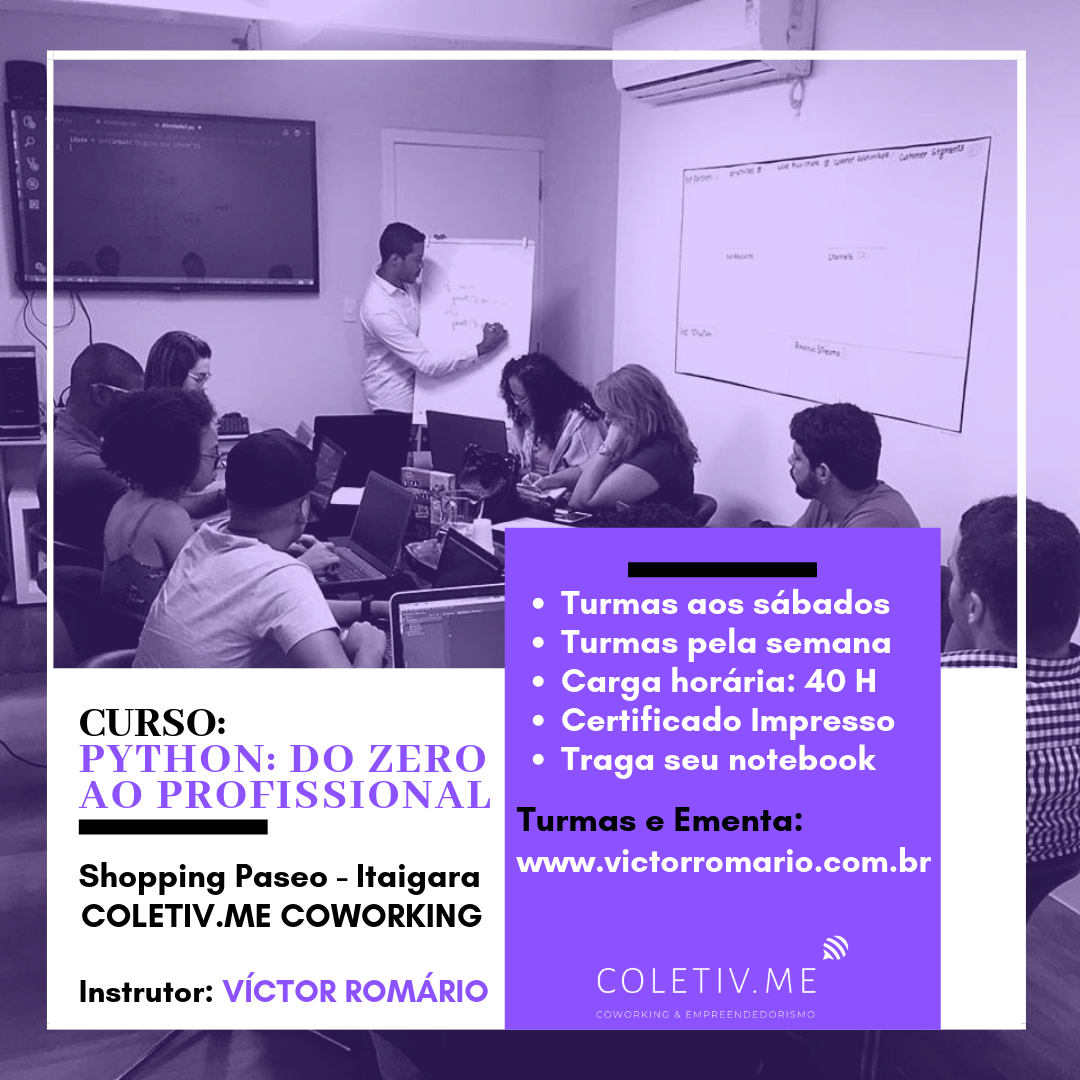 Customer Segments
Channels
Revenue Streams
CURSO:
PYTHON: DO ZERO
AO PROFISSIONAL
Shopping Paseo - Itaigara
COLETIV.ME COWORKING
Instrutor: VÍCTOR ROMÁRIO
• Turmas aos sábados
• Turmas pela semana
• Carga horária: 40 H
• Certificado Impresso
• Traga seu notebook
Turmas e Ementa:
www.victorromario.com.br
COLETIV.ME
COWORKING & EMPREENDEDORISMO